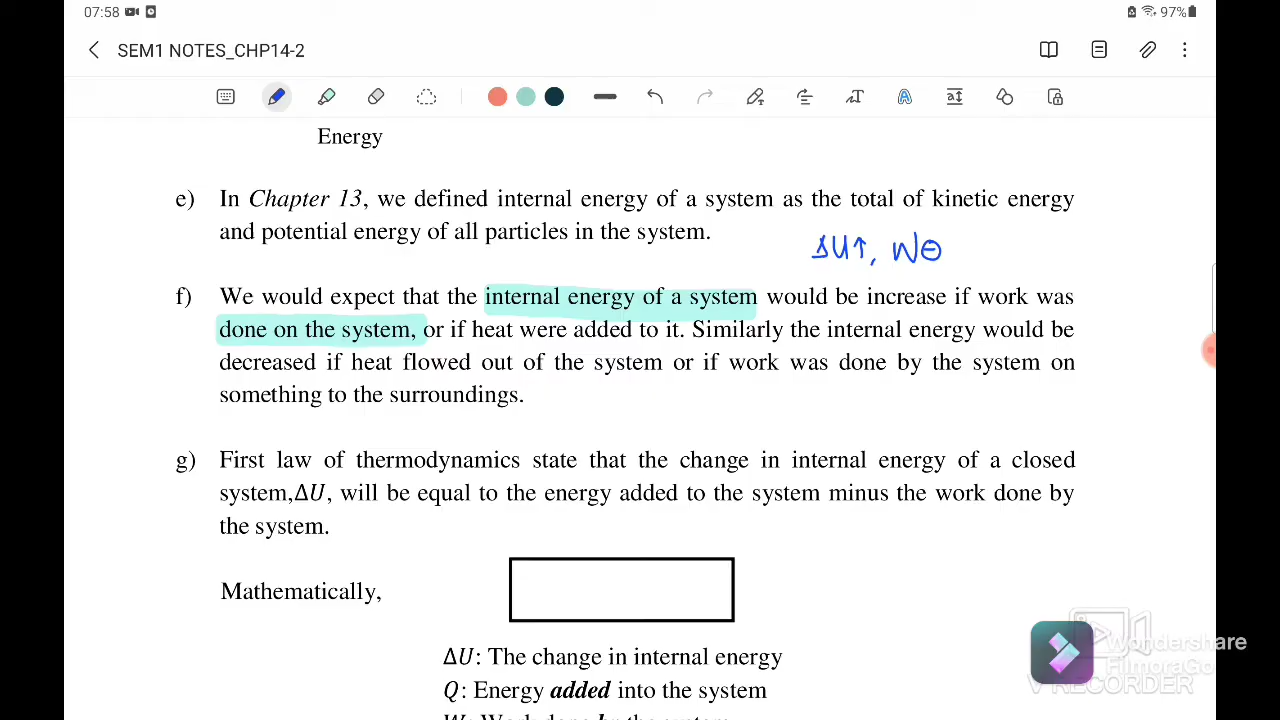 07:58 97%
SEM1 NOTES_CHP14-2
Energy
e) In Chapter 13, we defined internal energy of a system as the total of kinetic energy
and potential energy of all particles in the system.
ΔU↑, W⊖
f) We would expect that the internal energy of a system would be increase if work was
done on the system, or if heat were added to it. Similarly the internal energy would be
decreased if heat flowed out of the system or if work was done by the system on
something to the surroundings.
g) First law of thermodynamics state that the change in internal energy of a closed
system,ΔU, will be equal to the energy added to the system minus the work done by
the system.
Mathematically,
ΔU: The change in internal energy
Q: Energy added into the system
W: Work done by the system
Wondershare
FilmoraGo
V RECORDER